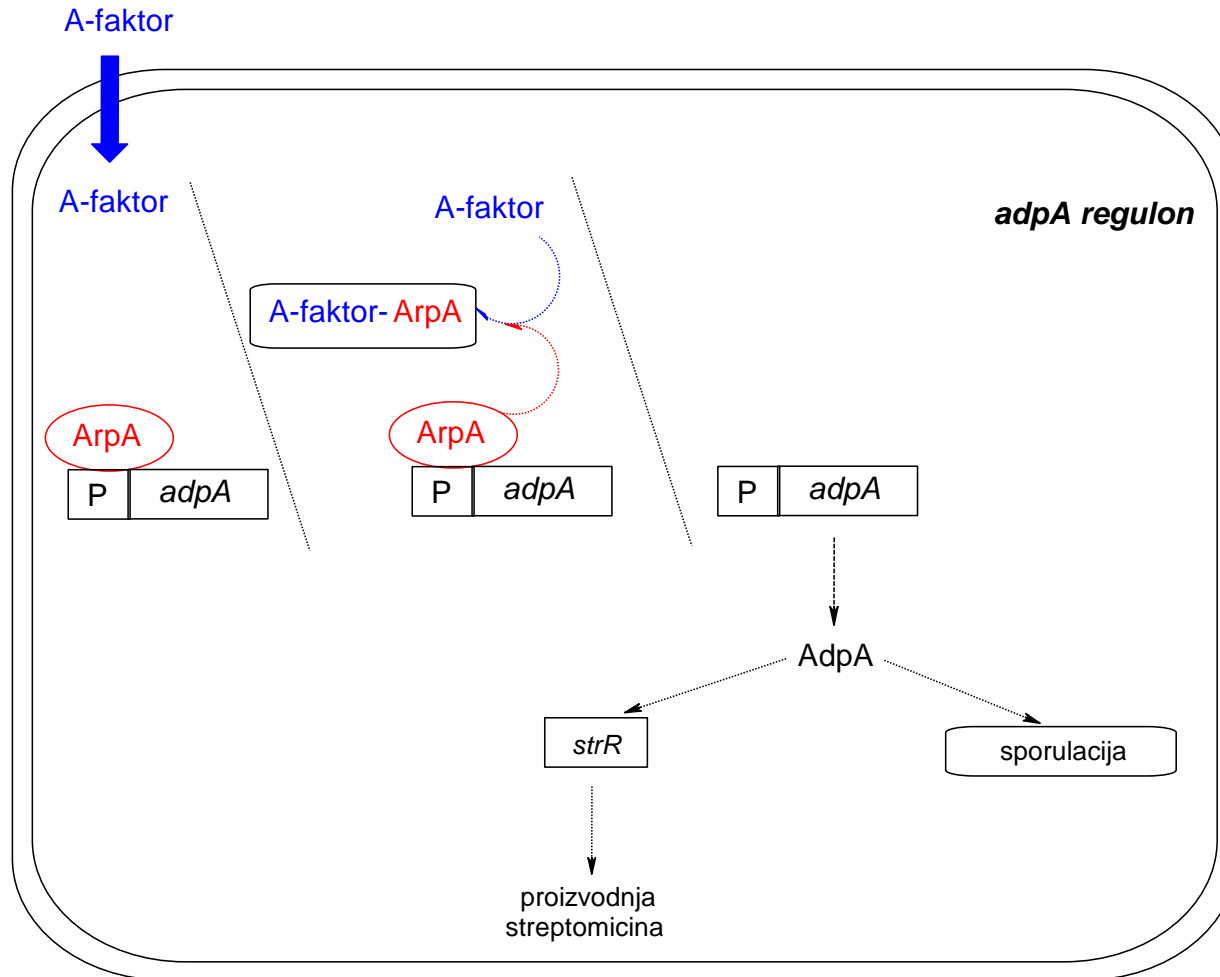 A-faktor
A-faktor
A-faktor
adpA regulon
A-faktor- ArpA
ArpA
ArpA
P
adpA
P
adpA
P
adpA
AdpA
strR
sporulacija
proizvodnja
streptomicina